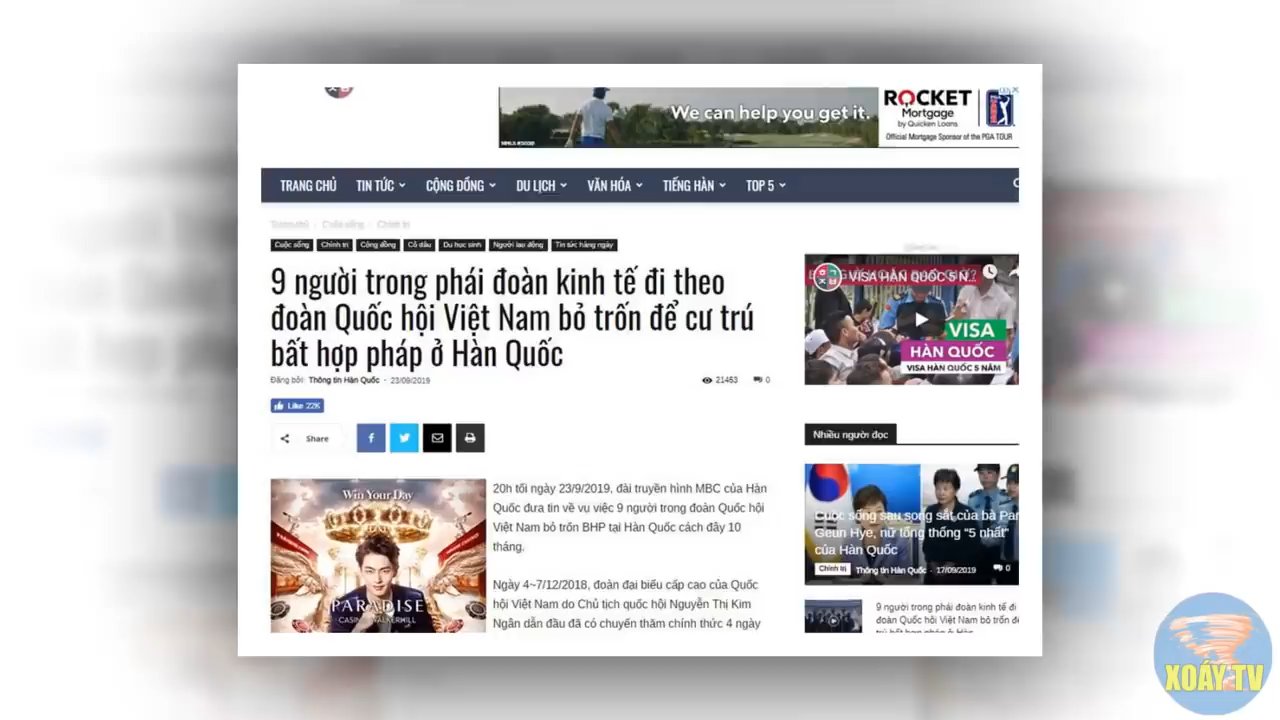 We can help you get it.
ROCKET
Mortgage
by Quicken Loans
Official Mortgage Sponsor of the PGA TOUR
TRANG CHỦ TIN TỨC CỘNG ĐỒNG DU LỊCH VĂN HÓA TIẾNG HÀN TOP 5
Cuộc sống Chính trị Cộng đồng Cô dâu Du học sinh Người lao động Tin tức hàng ngày
9 người trong phái đoàn kinh tế đi theo
đoàn Quốc hội Việt Nam bỏ trốn để cư trú
bất hợp pháp ở Hàn Quốc
Đăng bởi: Thông tin Hàn Quốc - 23/09/2019
21453 0
Like 22K
Share
Win Your Day
PARADISE
CASINO WALKERHILL
20h tối ngày 23/9/2019, đài truyền hình MBC của Hàn
Quốc đưa tin về vụ việc 9 người trong đoàn Quốc hội
Việt Nam bỏ trốn BHP tại Hàn Quốc cách đây 10
tháng.
Ngày 4~7/12/2018, đoàn đại biểu cấp cao của Quốc
hội Việt Nam do Chủ tịch quốc hội Nguyễn Thị Kim
Ngân dẫn đầu đã có chuyến thăm chính thức 4 ngày
VISA HÀN QUỐC 5 N...
VISA
HÀN QUỐC
VISA HÀN QUỐC 5 NĂM
Nhiều người đọc
Cuộc sống sau song sắt của bà Par
Geun Hye, nữ tổng thống "5 nhất"
của Hàn Quốc
Chính trị Thông tin Hàn Quốc - 17/09/2019 0
9 người trong phái đoàn kinh tế đi
đoàn Quốc hội Việt Nam bỏ trốn
XOÁY TV